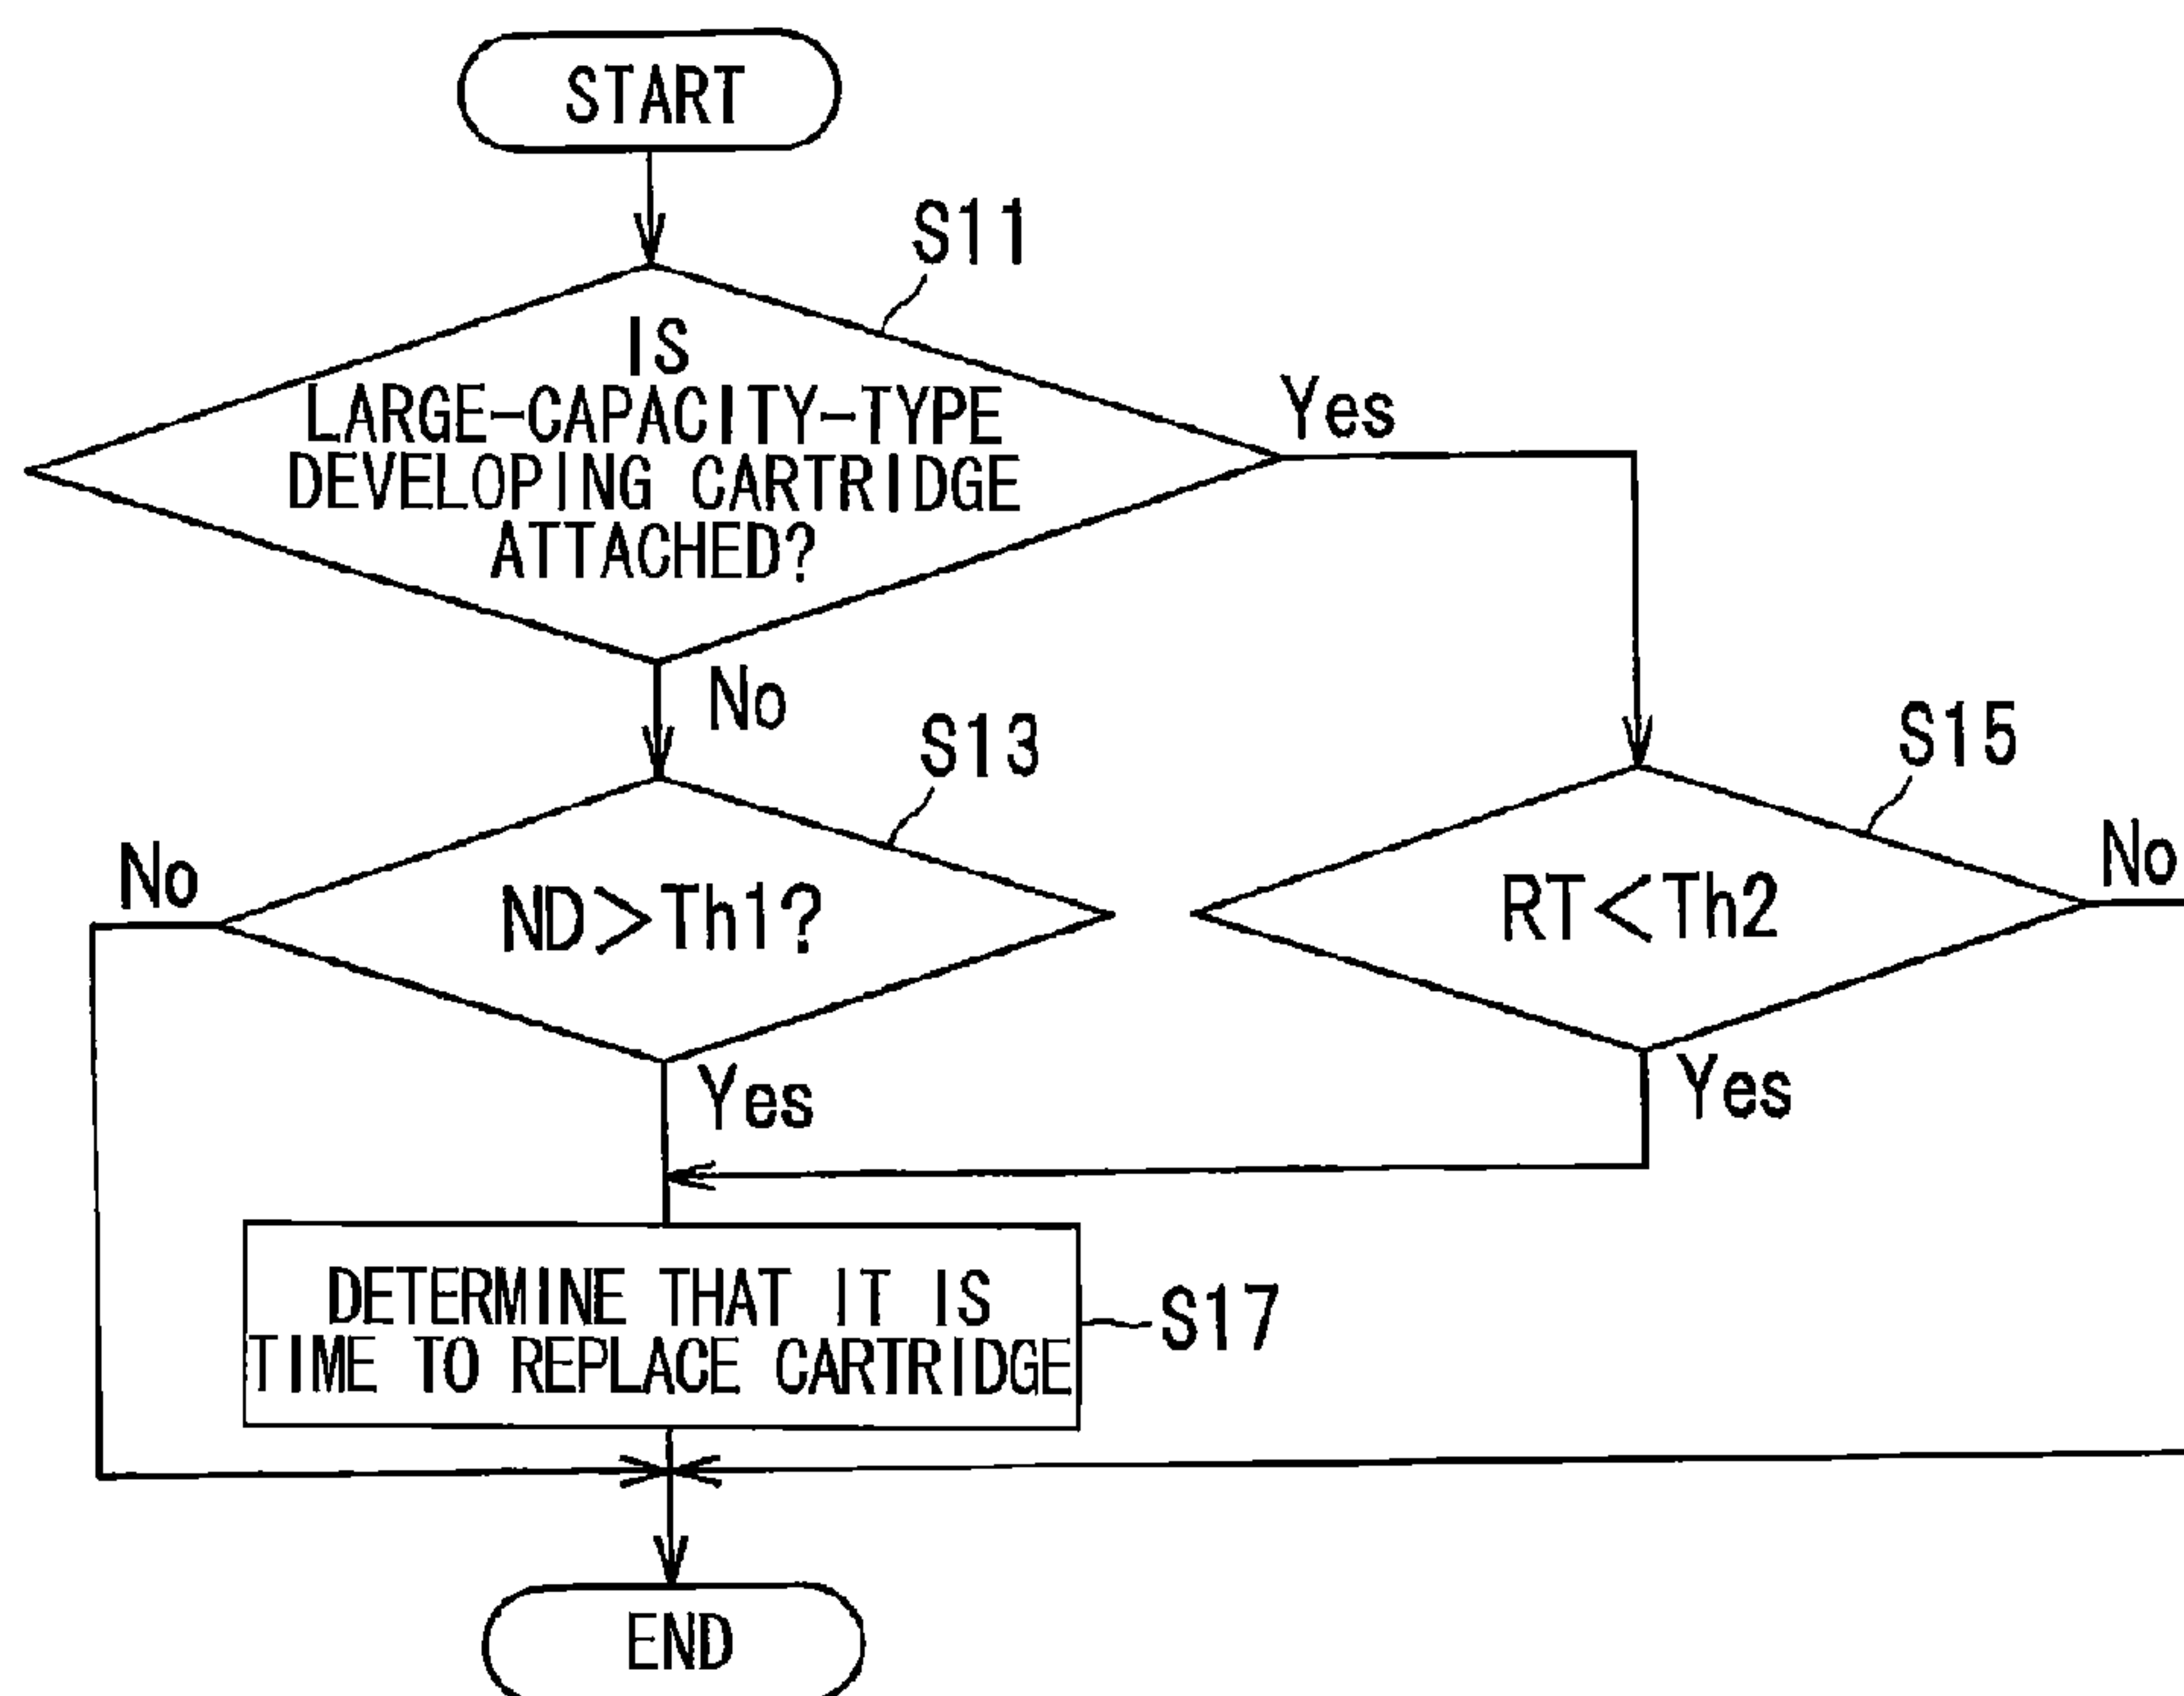 START
S11
IS
LARGE-CAPACITY-TYPE
DEVELOPING CARTRIDGE
ATTACHED?
Yes
No
S13
S15
No
ND>Th1?
RT<Th2
No
Yes
Yes
DETERMINE THAT IT IS
TIME TO REPLACE CARTRIDGE
S17
END